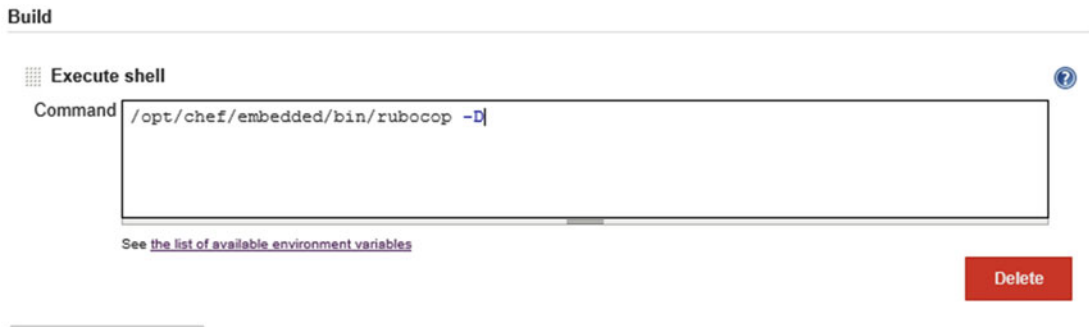 Build
Execute shell
Command
/opt/chef/embedded/bin/rubocop -D
See the list of available environment variables
Delete